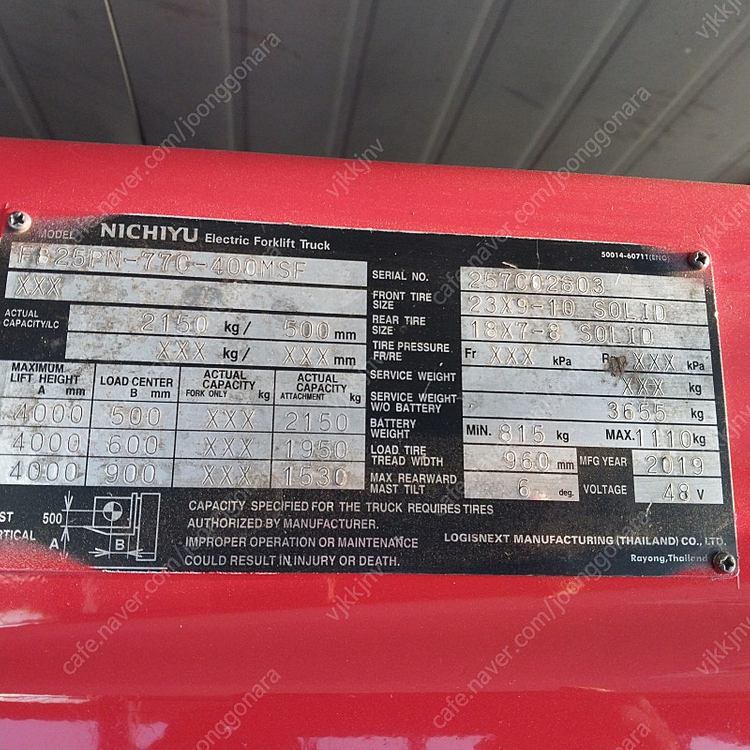 NICHIYU Electric Forklift Truck
50014-60711(ENG)
MODEL
FB25PN-77C-400MSF
XXX
ACTUAL CAPACITY/LC
2150 kg / 500 mm
XXX kg / XXX mm
MAXIMUM LIFT HEIGHT A mm
LOAD CENTER B mm
ACTUAL CAPACITY FORK ONLY kg
ACTUAL CAPACITY ATTACHMENT kg
4000 500 XXX 2150
4000 600 XXX 1950
4000 900 XXX 1530
SERIAL NO. 257C02603
FRONT TIRE SIZE 23X9-10 SOLID
REAR TIRE SIZE 18X7-8 SOLID
TIRE PRESSURE FR/RE Fr XXX kPa XXX kPa
SERVICE WEIGHT XXX kg
SERVICE WEIGHT W/O BATTERY 3655 kg
BATTERY WEIGHT MIN. 815 kg MAX. 1110 kg
LOAD TIRE TREAD WIDTH 960 mm MFG YEAR 2019
MAX REARWARD MAST TILT 6 deg. VOLTAGE 48 V
500
A
B
CAPACITY SPECIFIED FOR THE TRUCK REQUIRES TIRES
AUTHORIZED BY MANUFACTURER.
IMPROPER OPERATION OR MAINTENANCE
COULD RESULT IN INJURY OR DEATH.
LOGISNEXT MANUFACTURING (THAILAND) CO., LTD.
Rayong, Thailand
cafe.naver.com/joonggonara
vjkkjnv